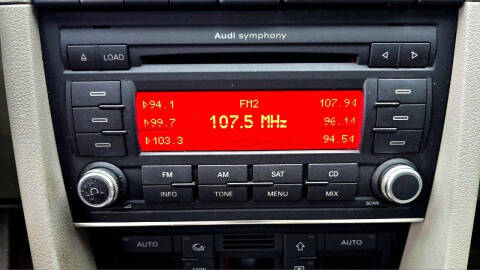 Audi symphony
LOAD
▷94.1 FM2 107.94
▷99.7 107.5 MHz 96.14
▷103.3 94.54
FM AM SAT CD
INFO TONE MENU MIX
SCAN
AUTO AUTO